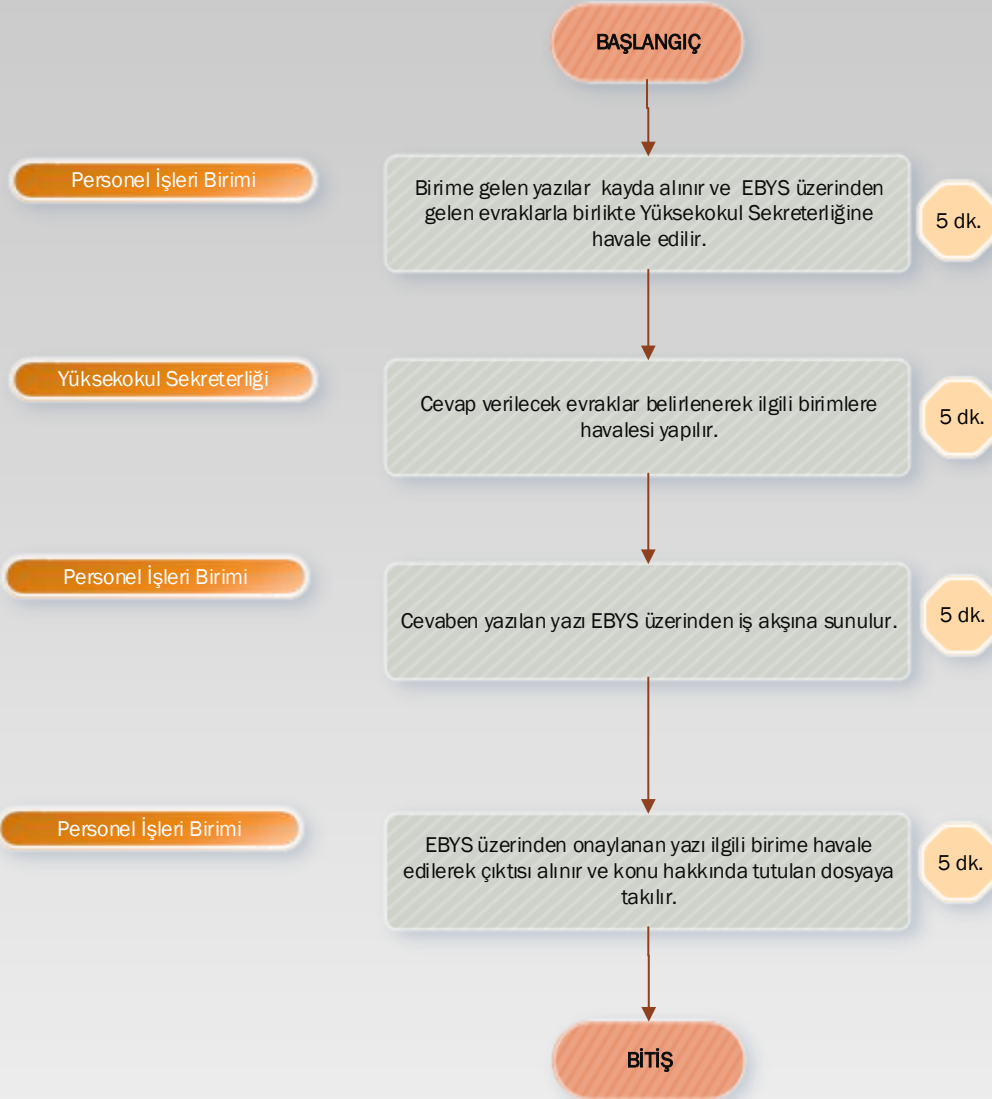 BAŞLANGIÇ
Personel İşleri Birimi
Birime gelen yazılar kayda alınır ve EBYS üzerinden
gelen evraklarla birlikte Yüksekokul Sekreterliğine
havale edilir.
5 dk.
Yüksekokul Sekreterliği
Cevap verilecek evraklar belirlenerek ilgili birimlere
havalesi yapılır.
5 dk.
Personel İşleri Birimi
Cevaben yazılan yazı EBYS üzerinden iş akşına sunulur.
5 dk.
Personel İşleri Birimi
EBYS üzerinden onaylanan yazı ilgili birime havale
edilerek çıktısı alınır ve konu hakkında tutulan dosyaya
takılır.
5 dk.
BİTİŞ